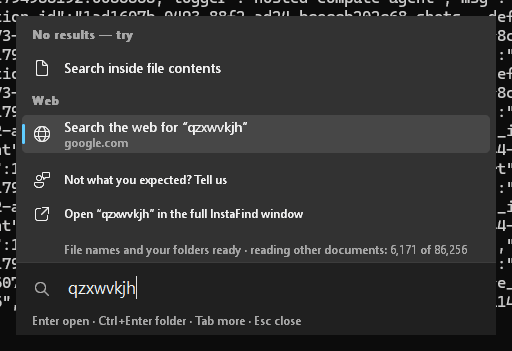 No results — try
Search inside file contents
Web
Search the web for “qzxwvkjh”
google.com
Not what you expected? Tell us
Open “qzxwvkjh” in the full InstaFind window
File names and your folders ready · reading other documents: 6,171 of 86,256
qzxwvkjh
Enter open · Ctrl+Enter folder · Tab more · Esc close